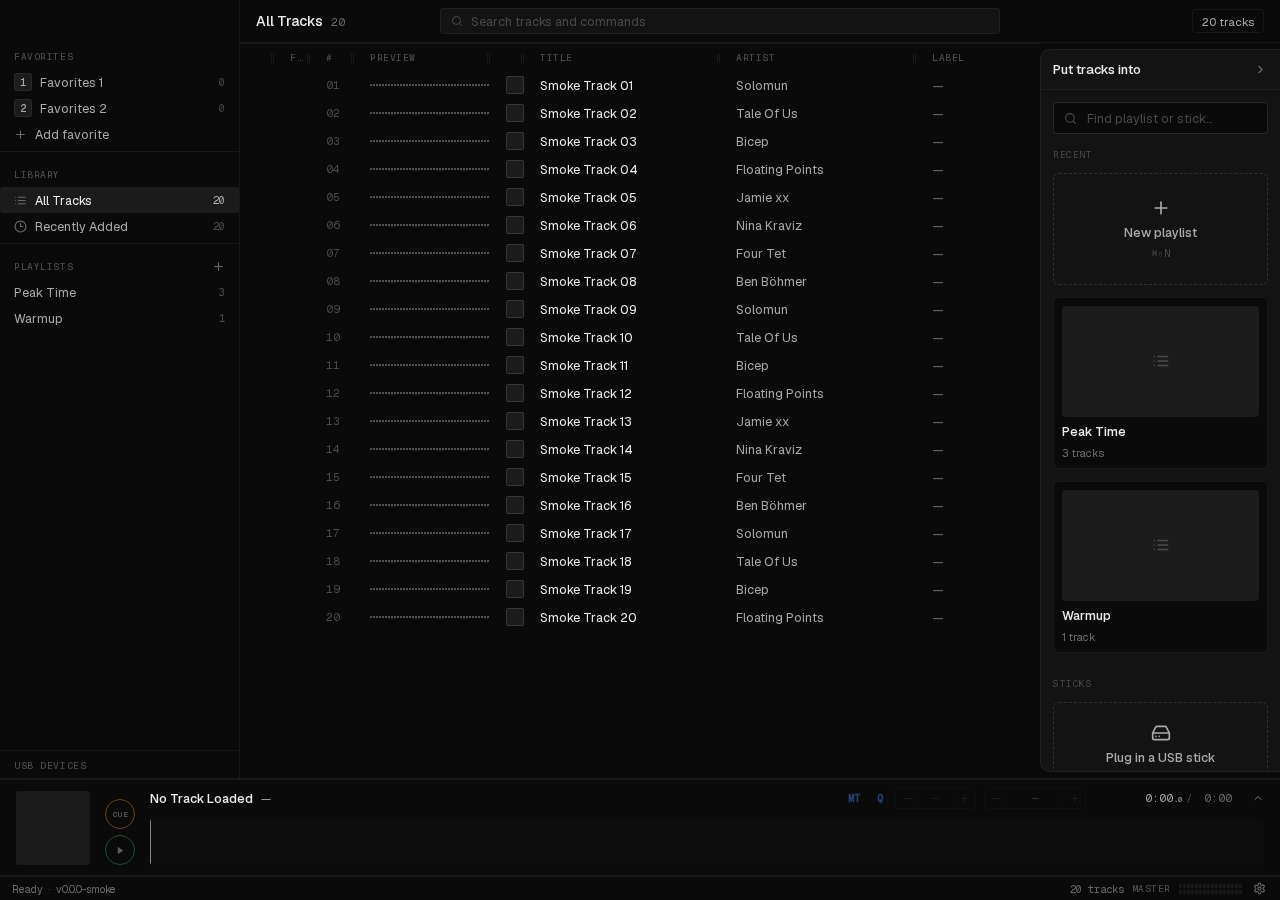 All Tracks 20
Search tracks and commands
20 tracks
FAVORITES
1 Favorites 1 0
2 Favorites 2 0
Add favorite
LIBRARY
All Tracks 20
Recently Added 20
PLAYLISTS
Peak Time 3
Warmup 1
USB DEVICES
F… # PREVIEW TITLE ARTIST LABEL
01 Smoke Track 01 Solomun —
02 Smoke Track 02 Tale Of Us —
03 Smoke Track 03 Bicep —
04 Smoke Track 04 Floating Points —
05 Smoke Track 05 Jamie xx —
06 Smoke Track 06 Nina Kraviz —
07 Smoke Track 07 Four Tet —
08 Smoke Track 08 Ben Böhmer —
09 Smoke Track 09 Solomun —
10 Smoke Track 10 Tale Of Us —
11 Smoke Track 11 Bicep —
12 Smoke Track 12 Floating Points —
13 Smoke Track 13 Jamie xx —
14 Smoke Track 14 Nina Kraviz —
15 Smoke Track 15 Four Tet —
16 Smoke Track 16 Ben Böhmer —
17 Smoke Track 17 Solomun —
18 Smoke Track 18 Tale Of Us —
19 Smoke Track 19 Bicep —
20 Smoke Track 20 Floating Points —
Put tracks into
Find playlist or stick…
RECENT
New playlist
⌘⇧N
Peak Time
3 tracks
Warmup
1 track
STICKS
Plug in a USB stick
CUE
No Track Loaded —
MT Q — — + — — +
0:00.0 / 0:00
Ready · v0.0.0-smoke
20 tracks MASTER